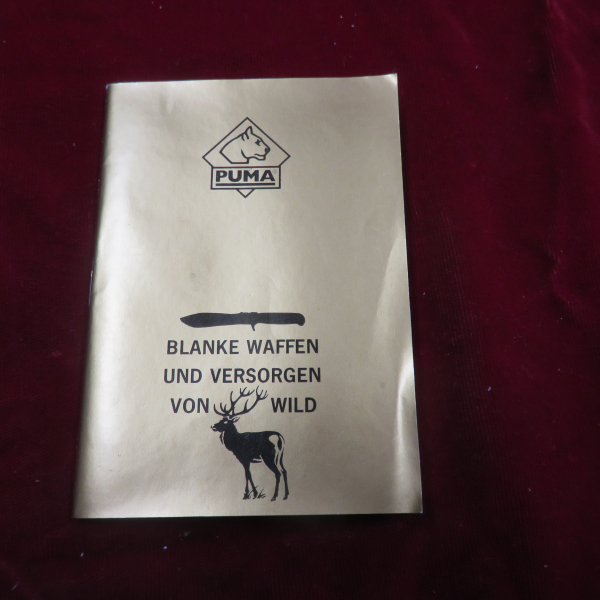 PUMA
BLANKE WAFFEN
UND VERSORGEN
VON WILD